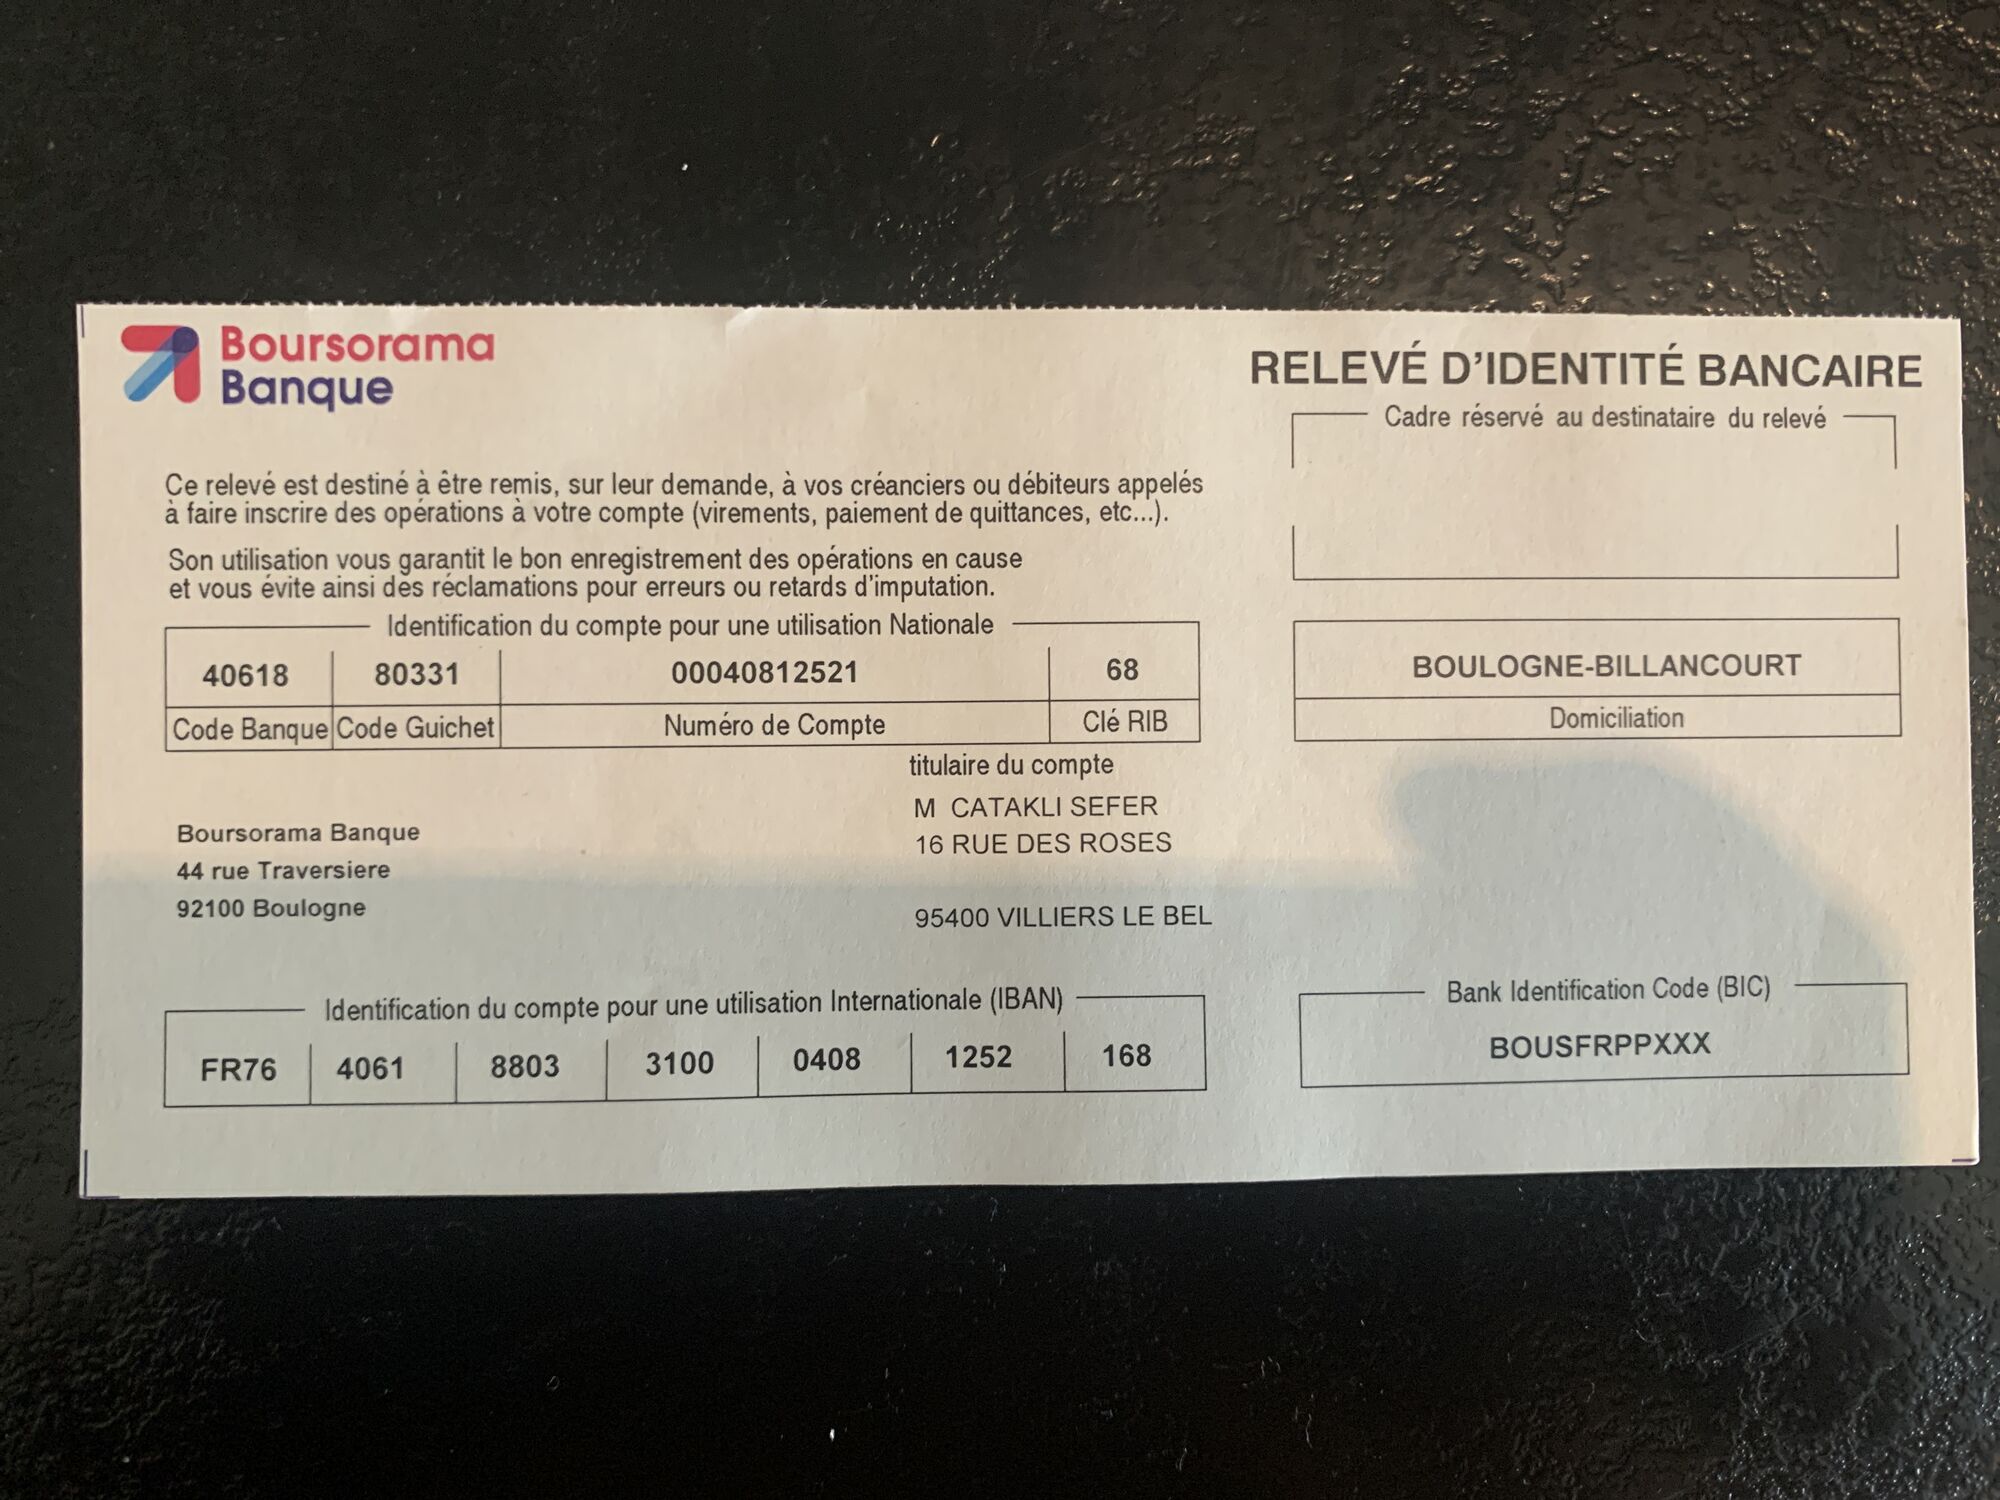 Boursorama
Banque
RELEVÉ D'IDENTITÉ BANCAIRE
Cadre réservé au destinataire du relevé
Ce relevé est destiné à être remis, sur leur demande, à vos créanciers ou débiteurs appelés
à faire inscrire des opérations à votre compte (virements, paiement de quittances, etc...).
Son utilisation vous garantit le bon enregistrement des opérations en cause
et vous évite ainsi des réclamations pour erreurs ou retards d'imputation.
Identification du compte pour une utilisation Nationale
40618 80331 00040812521 68
Code Banque Code Guichet Numéro de Compte Clé RIB
BOULOGNE-BILLANCOURT
Domiciliation
titulaire du compte
M CATAKLI SEFER
16 RUE DES ROSES
95400 VILLIERS LE BEL
Boursorama Banque
44 rue Traversiere
92100 Boulogne
Identification du compte pour une utilisation Internationale (IBAN)
FR76 4061 8803 3100 0408 1252 168
Bank Identification Code (BIC)
BOUSFRPPXXX